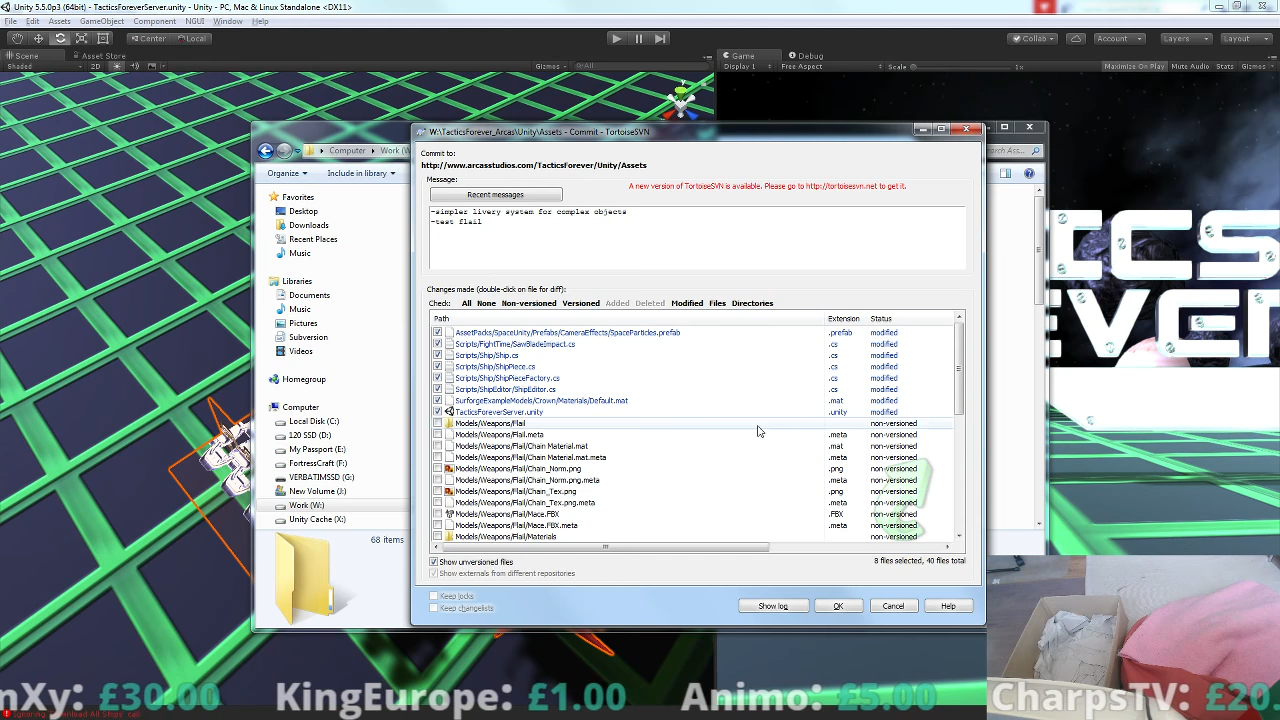 Unity 5.5.0p3 (64bit) - TacticsForeverServer.unity - Unity - PC, Mac & Linux Standalone <DX11>
File Edit Assets GameObject Component NGUI Window Help
Center Local Collab Account Layers Layout
Scene Asset Store Game Debug
Shaded 2D Gizmos All Display 1 Free Aspect Scale 1x Maximize On Play Mute Audio Stats Gizmos
W:\TacticsForever_Arcas\Unity\Assets - Commit - TortoiseSVN
Computer Work (W:
Organize Include in library
Favorites
Desktop
Downloads
Recent Places
Music
Libraries
Documents
Music
Pictures
Subversion
Videos
Homegroup
Computer
Local Disk (C:)
120 SSD (D:)
My Passport (E:)
FortressCraft (F:)
VERBATIMSSD (G:)
New Volume (J:)
Work (W:)
Unity Cache (X:)
68 items
Commit to:
http://www.arcasstudios.com/TacticsForever/Unity/Assets
Message:
Recent messages
A new version of TortoiseSVN is available. Please go to http://tortoisesvn.net to get it.
-simpler livery system for complex objects
-test flail
Changes made (double-click on file for diff):
Check: All None Non-versioned Versioned Added Deleted Modified Files Directories
Path Extension Status
AssetPacks/SpaceUnity/Prefabs/CameraEffects/SpaceParticles.prefab .prefab modified
Scripts/FightTime/SawBladeImpact.cs .cs modified
Scripts/Ship/Ship.cs .cs modified
Scripts/Ship/ShipPiece.cs .cs modified
Scripts/Ship/ShipPieceFactory.cs .cs modified
Scripts/ShipEditor/ShipEditor.cs .cs modified
SurforgeExampleModels/Crown/Materials/Default.mat .mat modified
TacticsForeverServer.unity .unity modified
Models/Weapons/Flail non-versioned
Models/Weapons/Flail.meta .meta non-versioned
Models/Weapons/Flail/Chain Material.mat .mat non-versioned
Models/Weapons/Flail/Chain Material.mat.meta .meta non-versioned
Models/Weapons/Flail/Chain_Norm.png .png non-versioned
Models/Weapons/Flail/Chain_Norm.png.meta .meta non-versioned
Models/Weapons/Flail/Chain_Tex.png .png non-versioned
Models/Weapons/Flail/Chain_Tex.png.meta .meta non-versioned
Models/Weapons/Flail/Mace.FBX .FBX non-versioned
Models/Weapons/Flail/Mace.FBX.meta .meta non-versioned
Models/Weapons/Flail/Materials non-versioned
Show unversioned files 8 files selected, 40 files total
Show externals from different repositories
Keep locks
Keep changelists
Show log OK Cancel Help
ICS
EVER
nXy: £30.00 KingEurope: £1.00 Animo: £5.00 CharpsTV: £20.